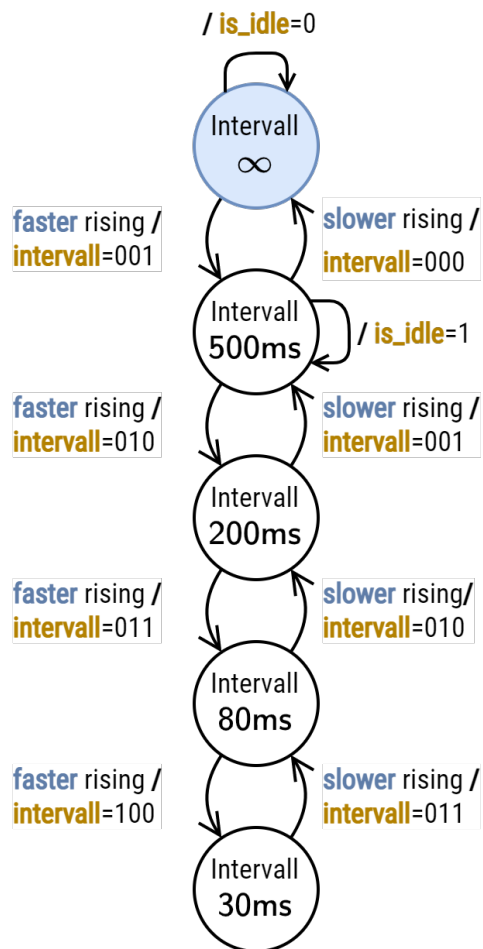 / is_idle=0
Intervall
∞
faster rising /
intervall=001
slower rising /
intervall=000
Intervall
500ms
/ is_idle=1
faster rising /
intervall=010
slower rising/
intervall=001
Intervall
200ms
faster rising /
intervall=011
slower rising/
intervall=010
Intervall
80ms
faster rising /
intervall=100
slower rising /
intervall=011
Intervall
30ms